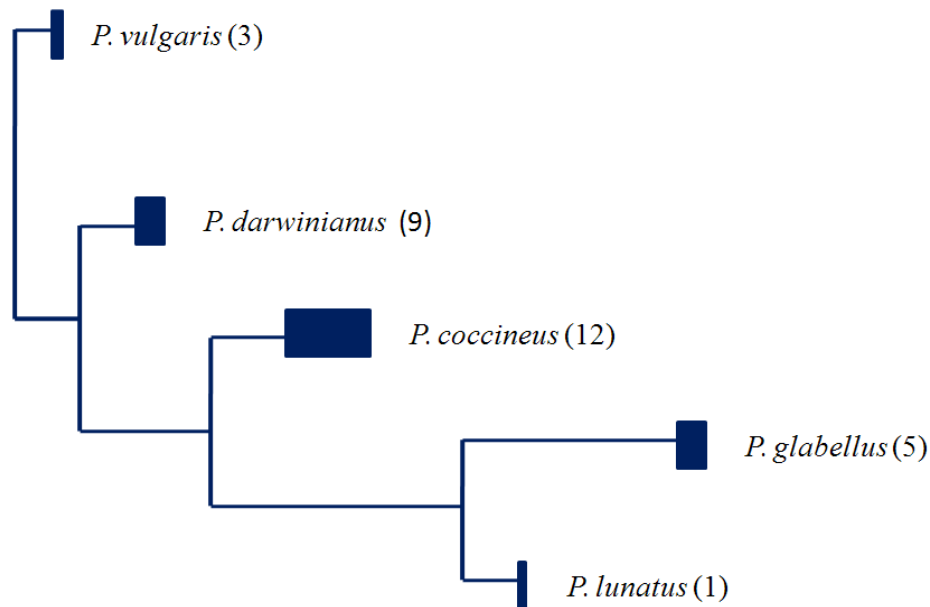 P. vulgaris (3)
P. darwinianus (9)
P. coccineus (12)
P. glabellus (5)
P. lunatus (1)